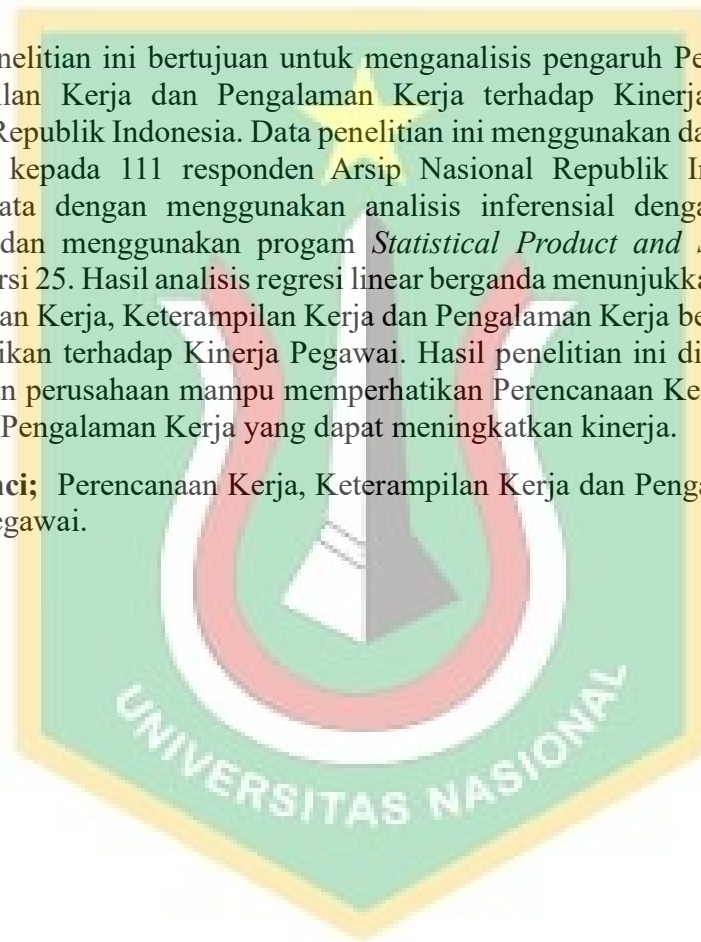 nelitian ini bertujuan untuk menganalisis pengaruh Pe
lan Kerja dan Pengalaman Kerja terhadap Kinerja
Republik Indonesia. Data penelitian ini menggunakan da
kepada 111 responden Arsip Nasional Republik In
ata dengan menggunakan analisis inferensial denga
dan menggunakan progam Statistical Product and S
rsi 25. Hasil analisis regresi linear berganda menunjukka
an Kerja, Keterampilan Kerja dan Pengalaman Kerja be
ikan terhadap Kinerja Pegawai. Hasil penelitian ini di
n perusahaan mampu memperhatikan Perencanaan Ke
Pengalaman Kerja yang dapat meningkatkan kinerja.
nci; Perencanaan Kerja, Keterampilan Kerja dan Penga
egawai.
UNIVERSITAS NASIONAL